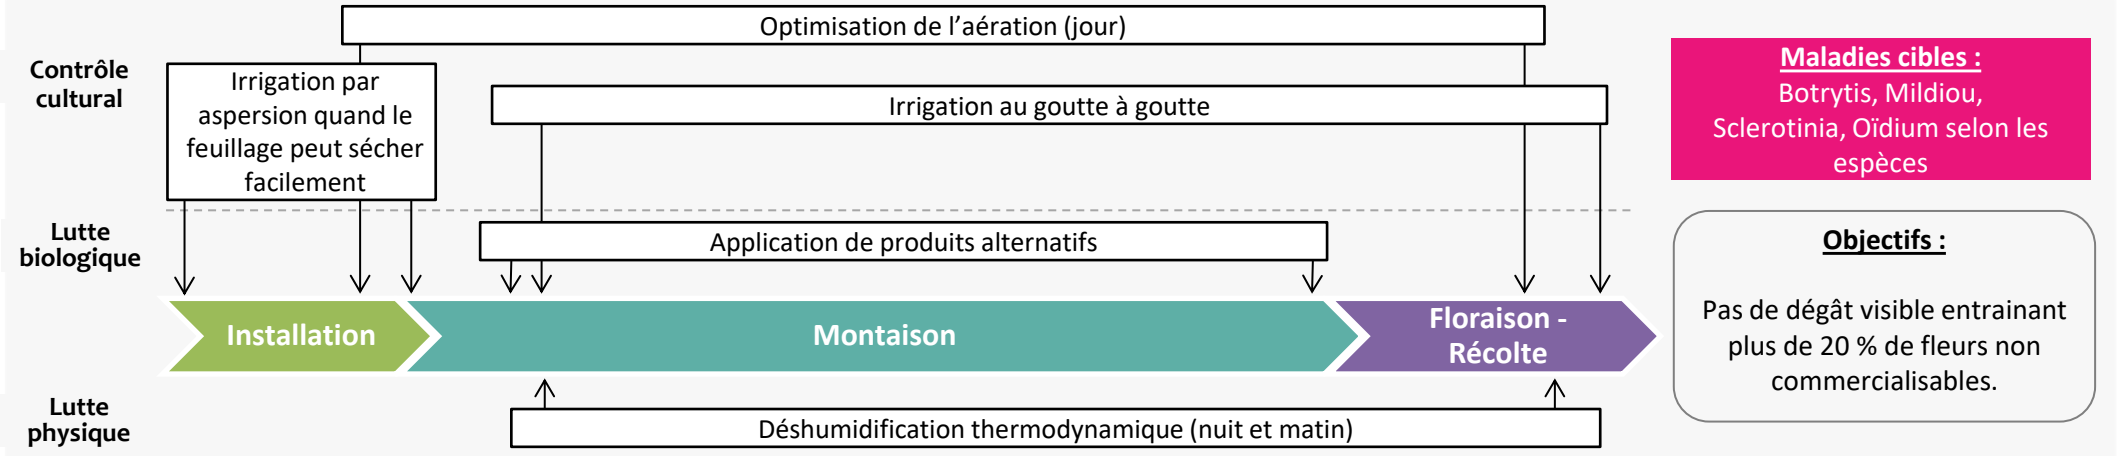 Optimisation de l’aération (jour)
Contrôle
cultural
Irrigation par
aspersion quand le
feuillage peut sécher
facilement
Irrigation au goutte à goutte
Lutte
biologique
Application de produits alternatifs
Installation
Montaison
Floraison -
Récolte
Lutte
physique
Déshumidification thermodynamique (nuit et matin)
Maladies cibles :
Botrytis, Mildiou,
Sclerotinia, Oïdium selon les
espèces
Objectifs :
Pas de dégât visible entrainant
plus de 20 % de fleurs non
commercialisables.